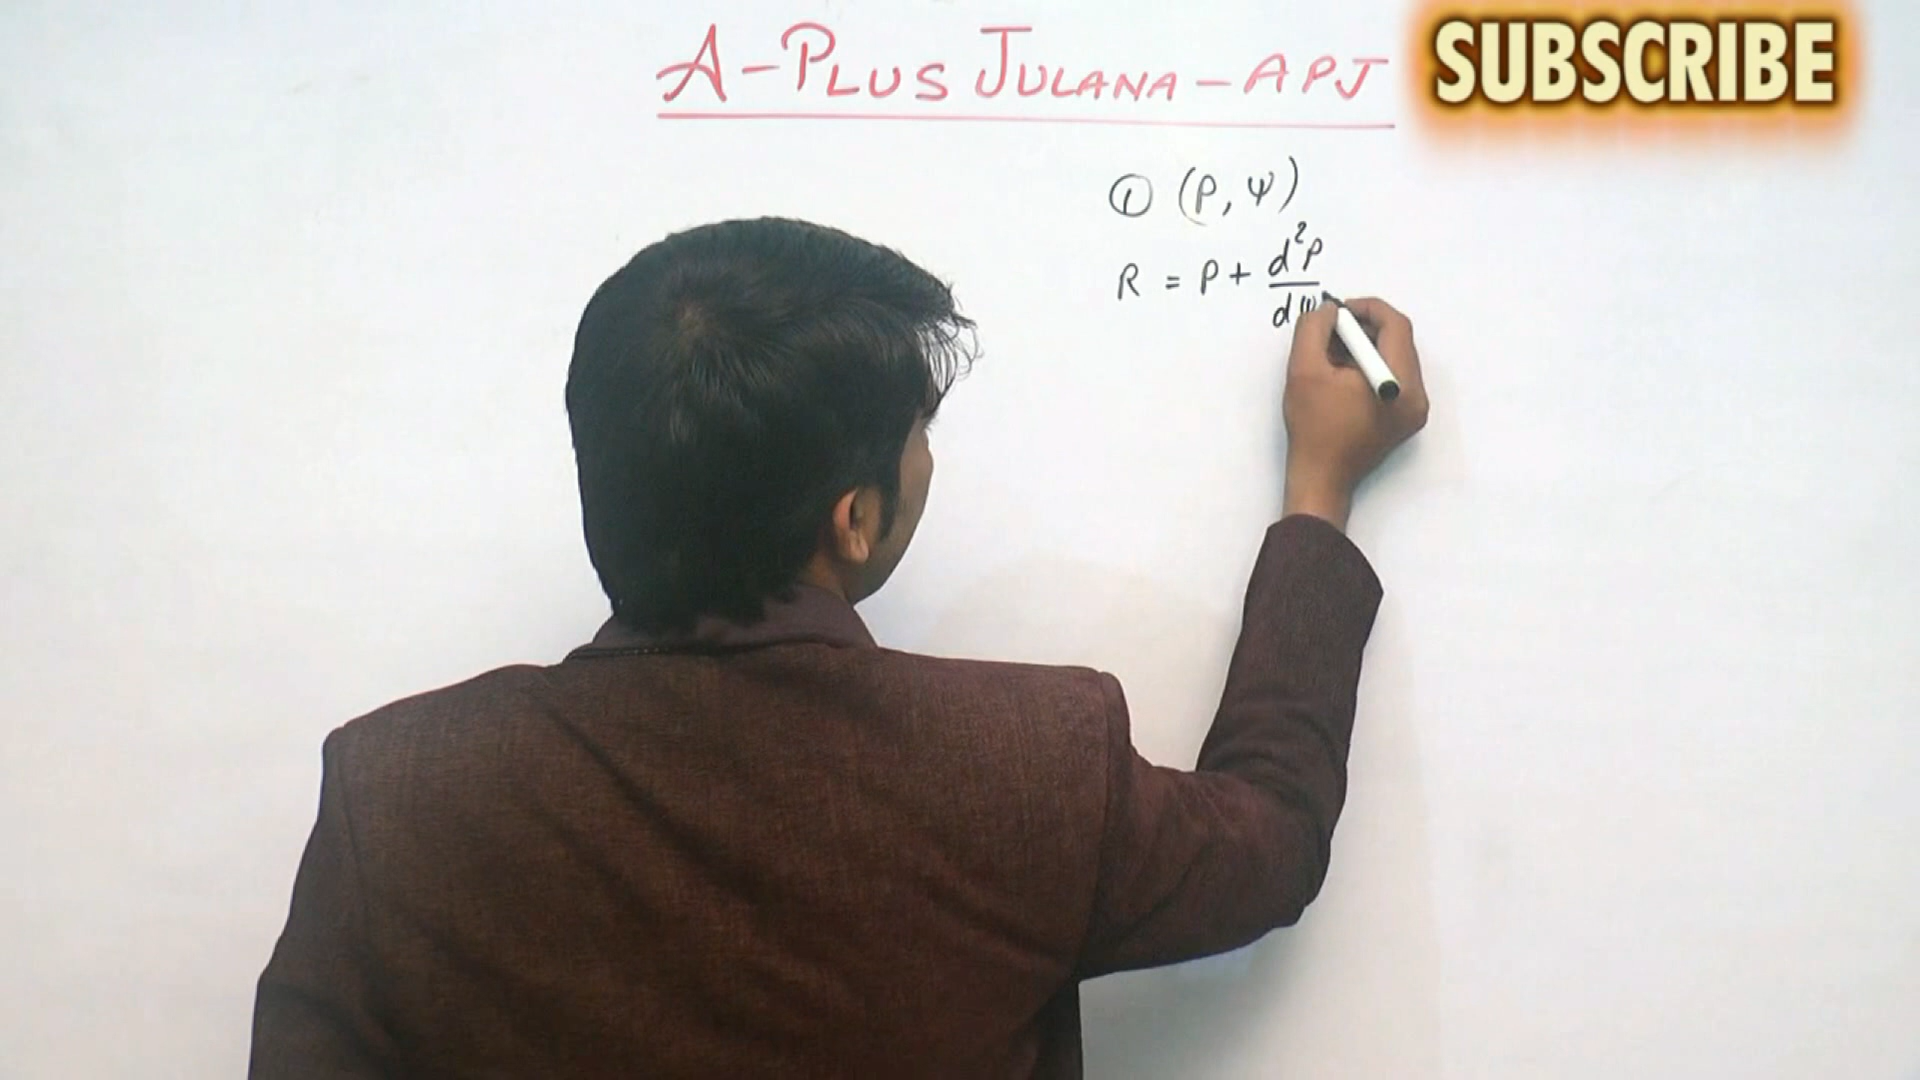 A-PLUS JULANA-APJ
SUBSCRIBE
① (P, ψ)
R = P + d²P/dψ